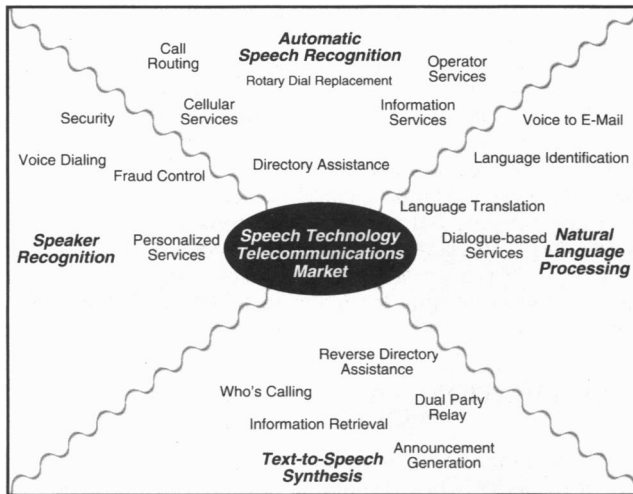 Automatic
Speech Recognition
Rotary Dial Replacement
Call
Routing
Operator
Services
Cellular
Services
Information
Services
Directory Assistance
Security
Voice Dialing
Fraud Control
Speaker
Recognition
Personalized
Services
Speech Technology
Telecommunications
Market
Voice to E-Mail
Language Identification
Language Translation
Dialogue-based
Services
Natural
Language
Processing
Reverse Directory
Assistance
Who's Calling
Dual Party
Relay
Information Retrieval
Announcement
Generation
Text-to-Speech
Synthesis